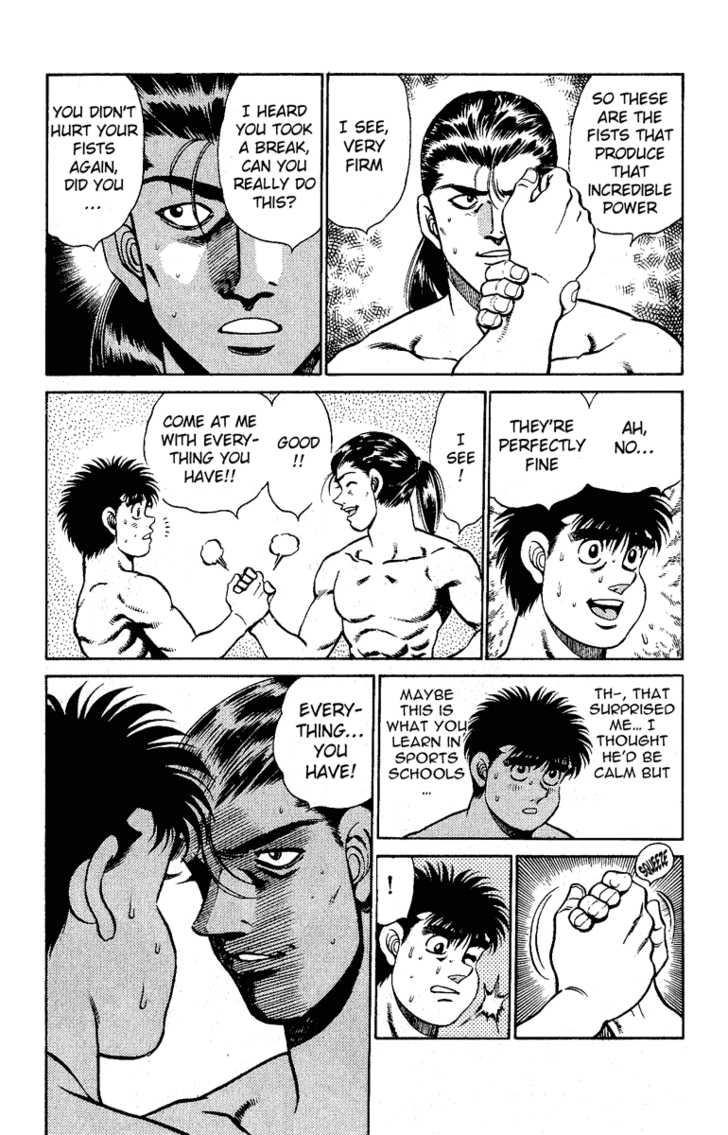 SO THESE
ARE THE
FISTS THAT
PRODUCE
THAT
INCREDIBLE
POWER
I SEE,
VERY
FIRM
I HEARD
YOU TOOK
A BREAK,
CAN YOU
REALLY DO
THIS?
YOU DIDN'T
HURT YOUR
FISTS
AGAIN,
DID YOU
...
AH,
NO...
THEY'RE
PERFECTLY
FINE
I
SEE
!
GOOD
!!
COME AT ME
WITH EVERY-
THING YOU
HAVE!!
TH-, THAT
SURPRISED
ME... I
THOUGHT
HE'D BE
CALM BUT
MAYBE
THIS IS
WHAT YOU
LEARN IN
SPORTS
SCHOOLS
...
SQUEEZE
!
EVERY-
THING...
YOU
HAVE!